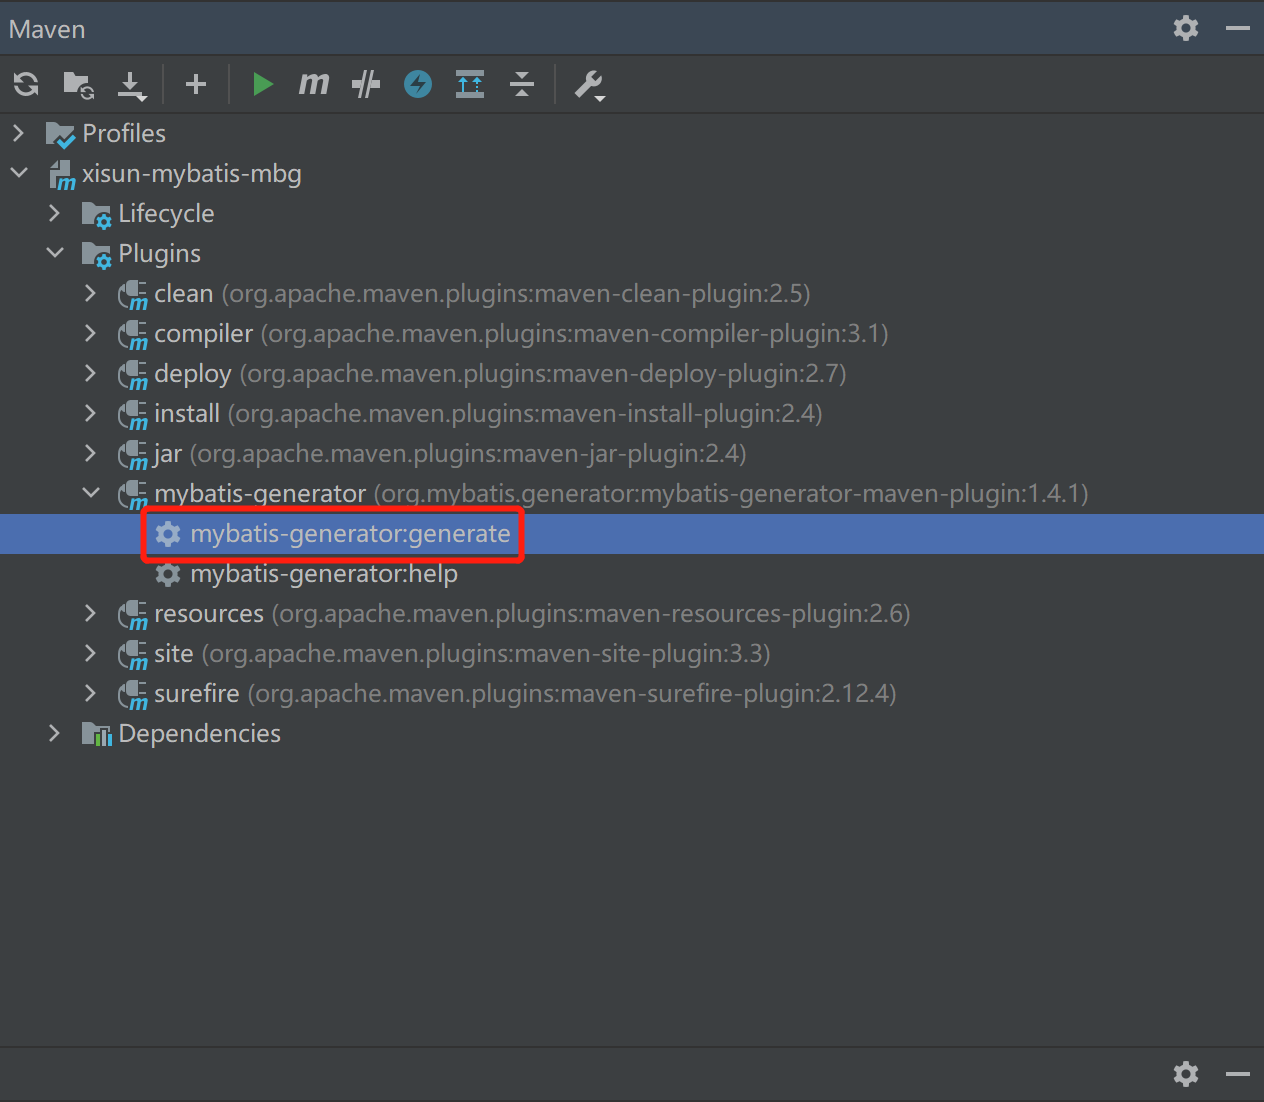 Maven
Profiles
xisun-mybatis-mbg
Lifecycle
Plugins
clean (org.apache.maven.plugins:maven-clean-plugin:2.5)
compiler (org.apache.maven.plugins:maven-compiler-plugin:3.1)
deploy (org.apache.maven.plugins:maven-deploy-plugin:2.7)
install (org.apache.maven.plugins:maven-install-plugin:2.4)
jar (org.apache.maven.plugins:maven-jar-plugin:2.4)
mybatis-generator (org.mybatis.generator:mybatis-generator-maven-plugin:1.4.1)
mybatis-generator:generate
mybatis-generator:help
resources (org.apache.maven.plugins:maven-resources-plugin:2.6)
site (org.apache.maven.plugins:maven-site-plugin:3.3)
surefire (org.apache.maven.plugins:maven-surefire-plugin:2.12.4)
Dependencies